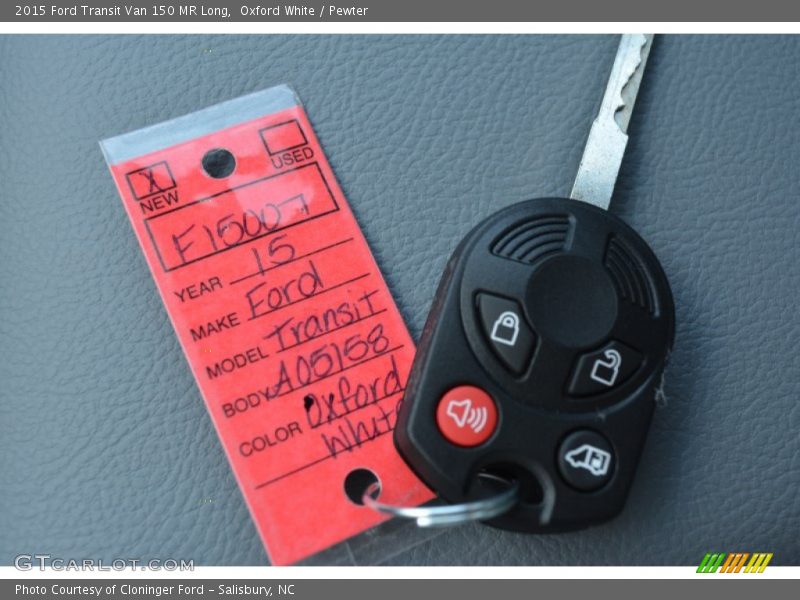 2015 Ford Transit Van 150 MR Long,  Oxford White / Pewter
X
NEW
USED
F15007
YEAR 15
MAKE Ford
MODEL Transit
BODY A05158
COLOR Oxford
White
GTCARLOT.COM
Photo Courtesy of Cloninger Ford – Salisbury, NC